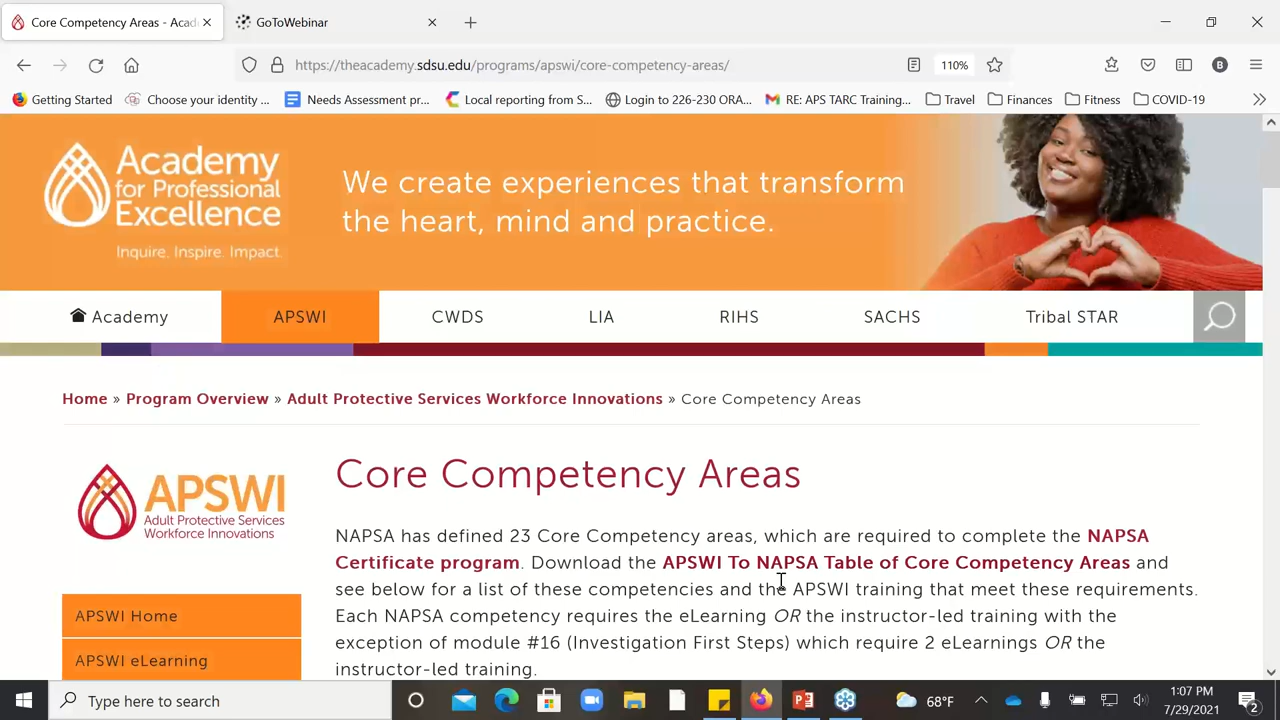 Core Competency Areas - Acade
GoToWebinar
https://theacademy.sdsu.edu/programs/apswi/core-competency-areas/
110%
B
Getting Started
Choose your identity ...
Needs Assessment pr...
Local reporting from S...
Login to 226-230 ORA...
RE: APS TARC Training...
Travel
Finances
Fitness
COVID-19
Academy
for Professional
Excellence
Inquire. Inspire. Impact.
We create experiences that transform
the heart, mind and practice.
Academy
APSWI
CWDS
LIA
RIHS
SACHS
Tribal STAR
Home » Program Overview » Adult Protective Services Workforce Innovations » Core Competency Areas
APSWI
Adult Protective Services
Workforce Innovations
APSWI Home
APSWI eLearning
Core Competency Areas
NAPSA has defined 23 Core Competency areas, which are required to complete the NAPSA
Certificate program. Download the APSWI To NAPSA Table of Core Competency Areas and
see below for a list of these competencies and the APSWI training that meet these requirements.
Each NAPSA competency requires the eLearning OR the instructor-led training with the
exception of module #16 (Investigation First Steps) which require 2 eLearnings OR the
instructor-led training.
Type here to search
68°F
1:07 PM
7/29/2021
2